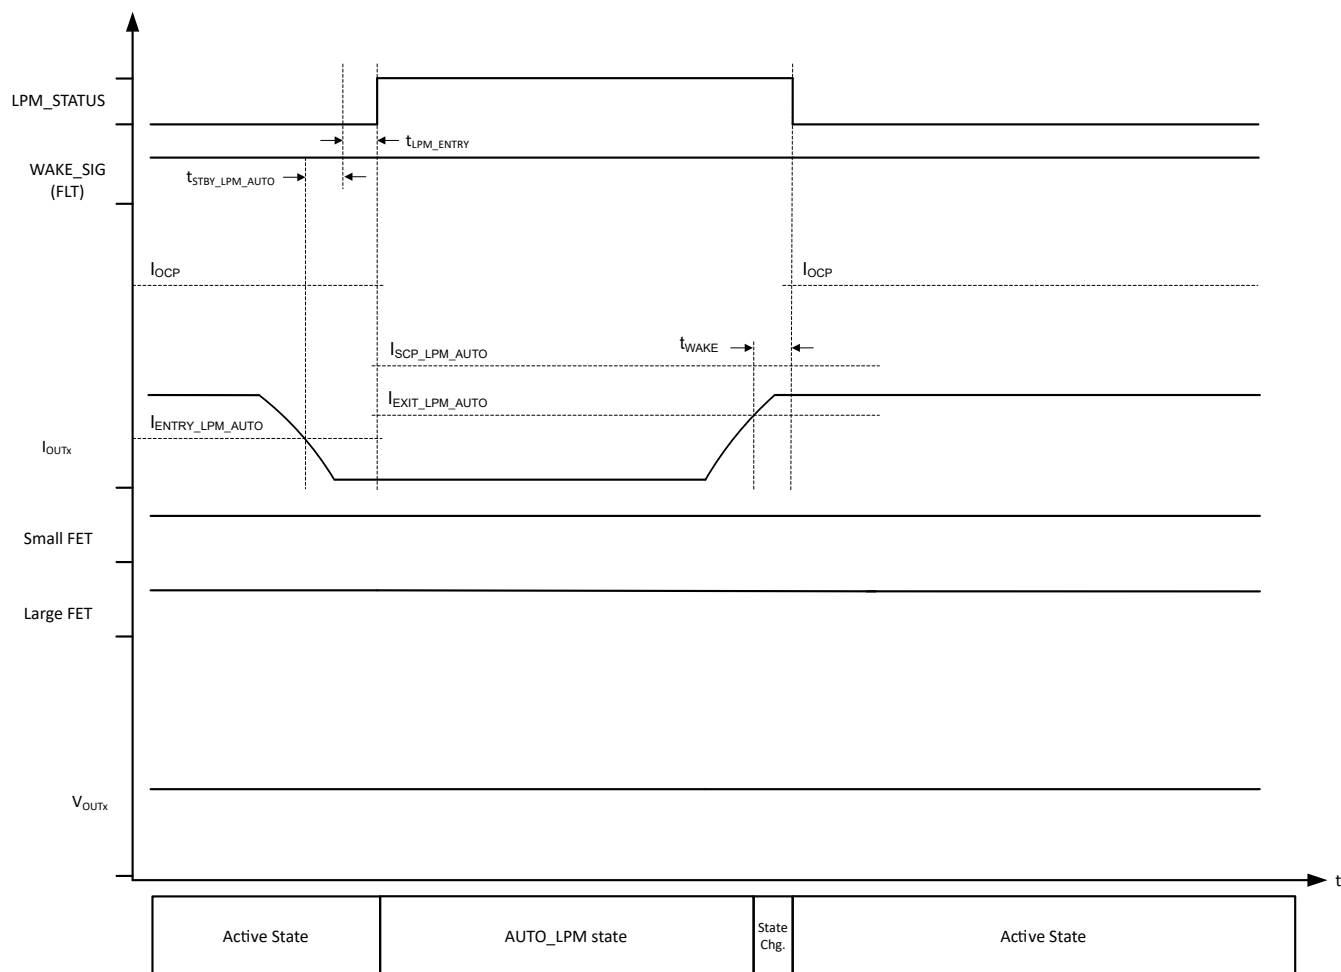 LPM_STATUS
tLPM_ENTRY
WAKE_SIG
(FLT)
tSTBY_LPM_AUTO
IOCP
IOCP
ISCP_LPM_AUTO
tWAKE
IEXIT_LPM_AUTO
IENTRY_LPM_AUTO
IOUTx
Small FET
Large FET
VOUTx
t
Active State
AUTO_LPM state
State
Chg.
Active State